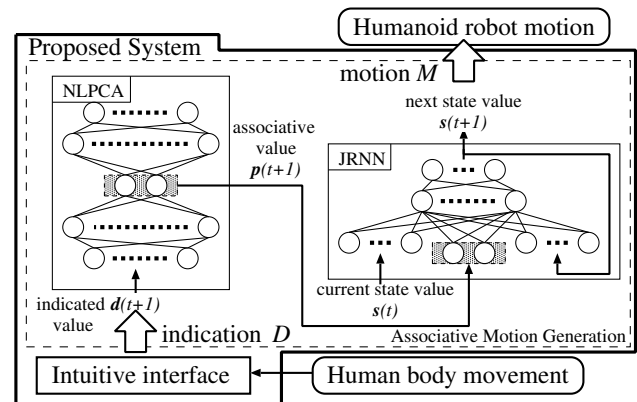 Humanoid robot motion
Proposed System
motion M
NLPCA
next state value
s(t+1)
associative
value
p(t+1)
JRNN
indicated d(t+1)
value
current state value
s(t)
indication D
Associative Motion Generation
Intuitive interface
Human body movement